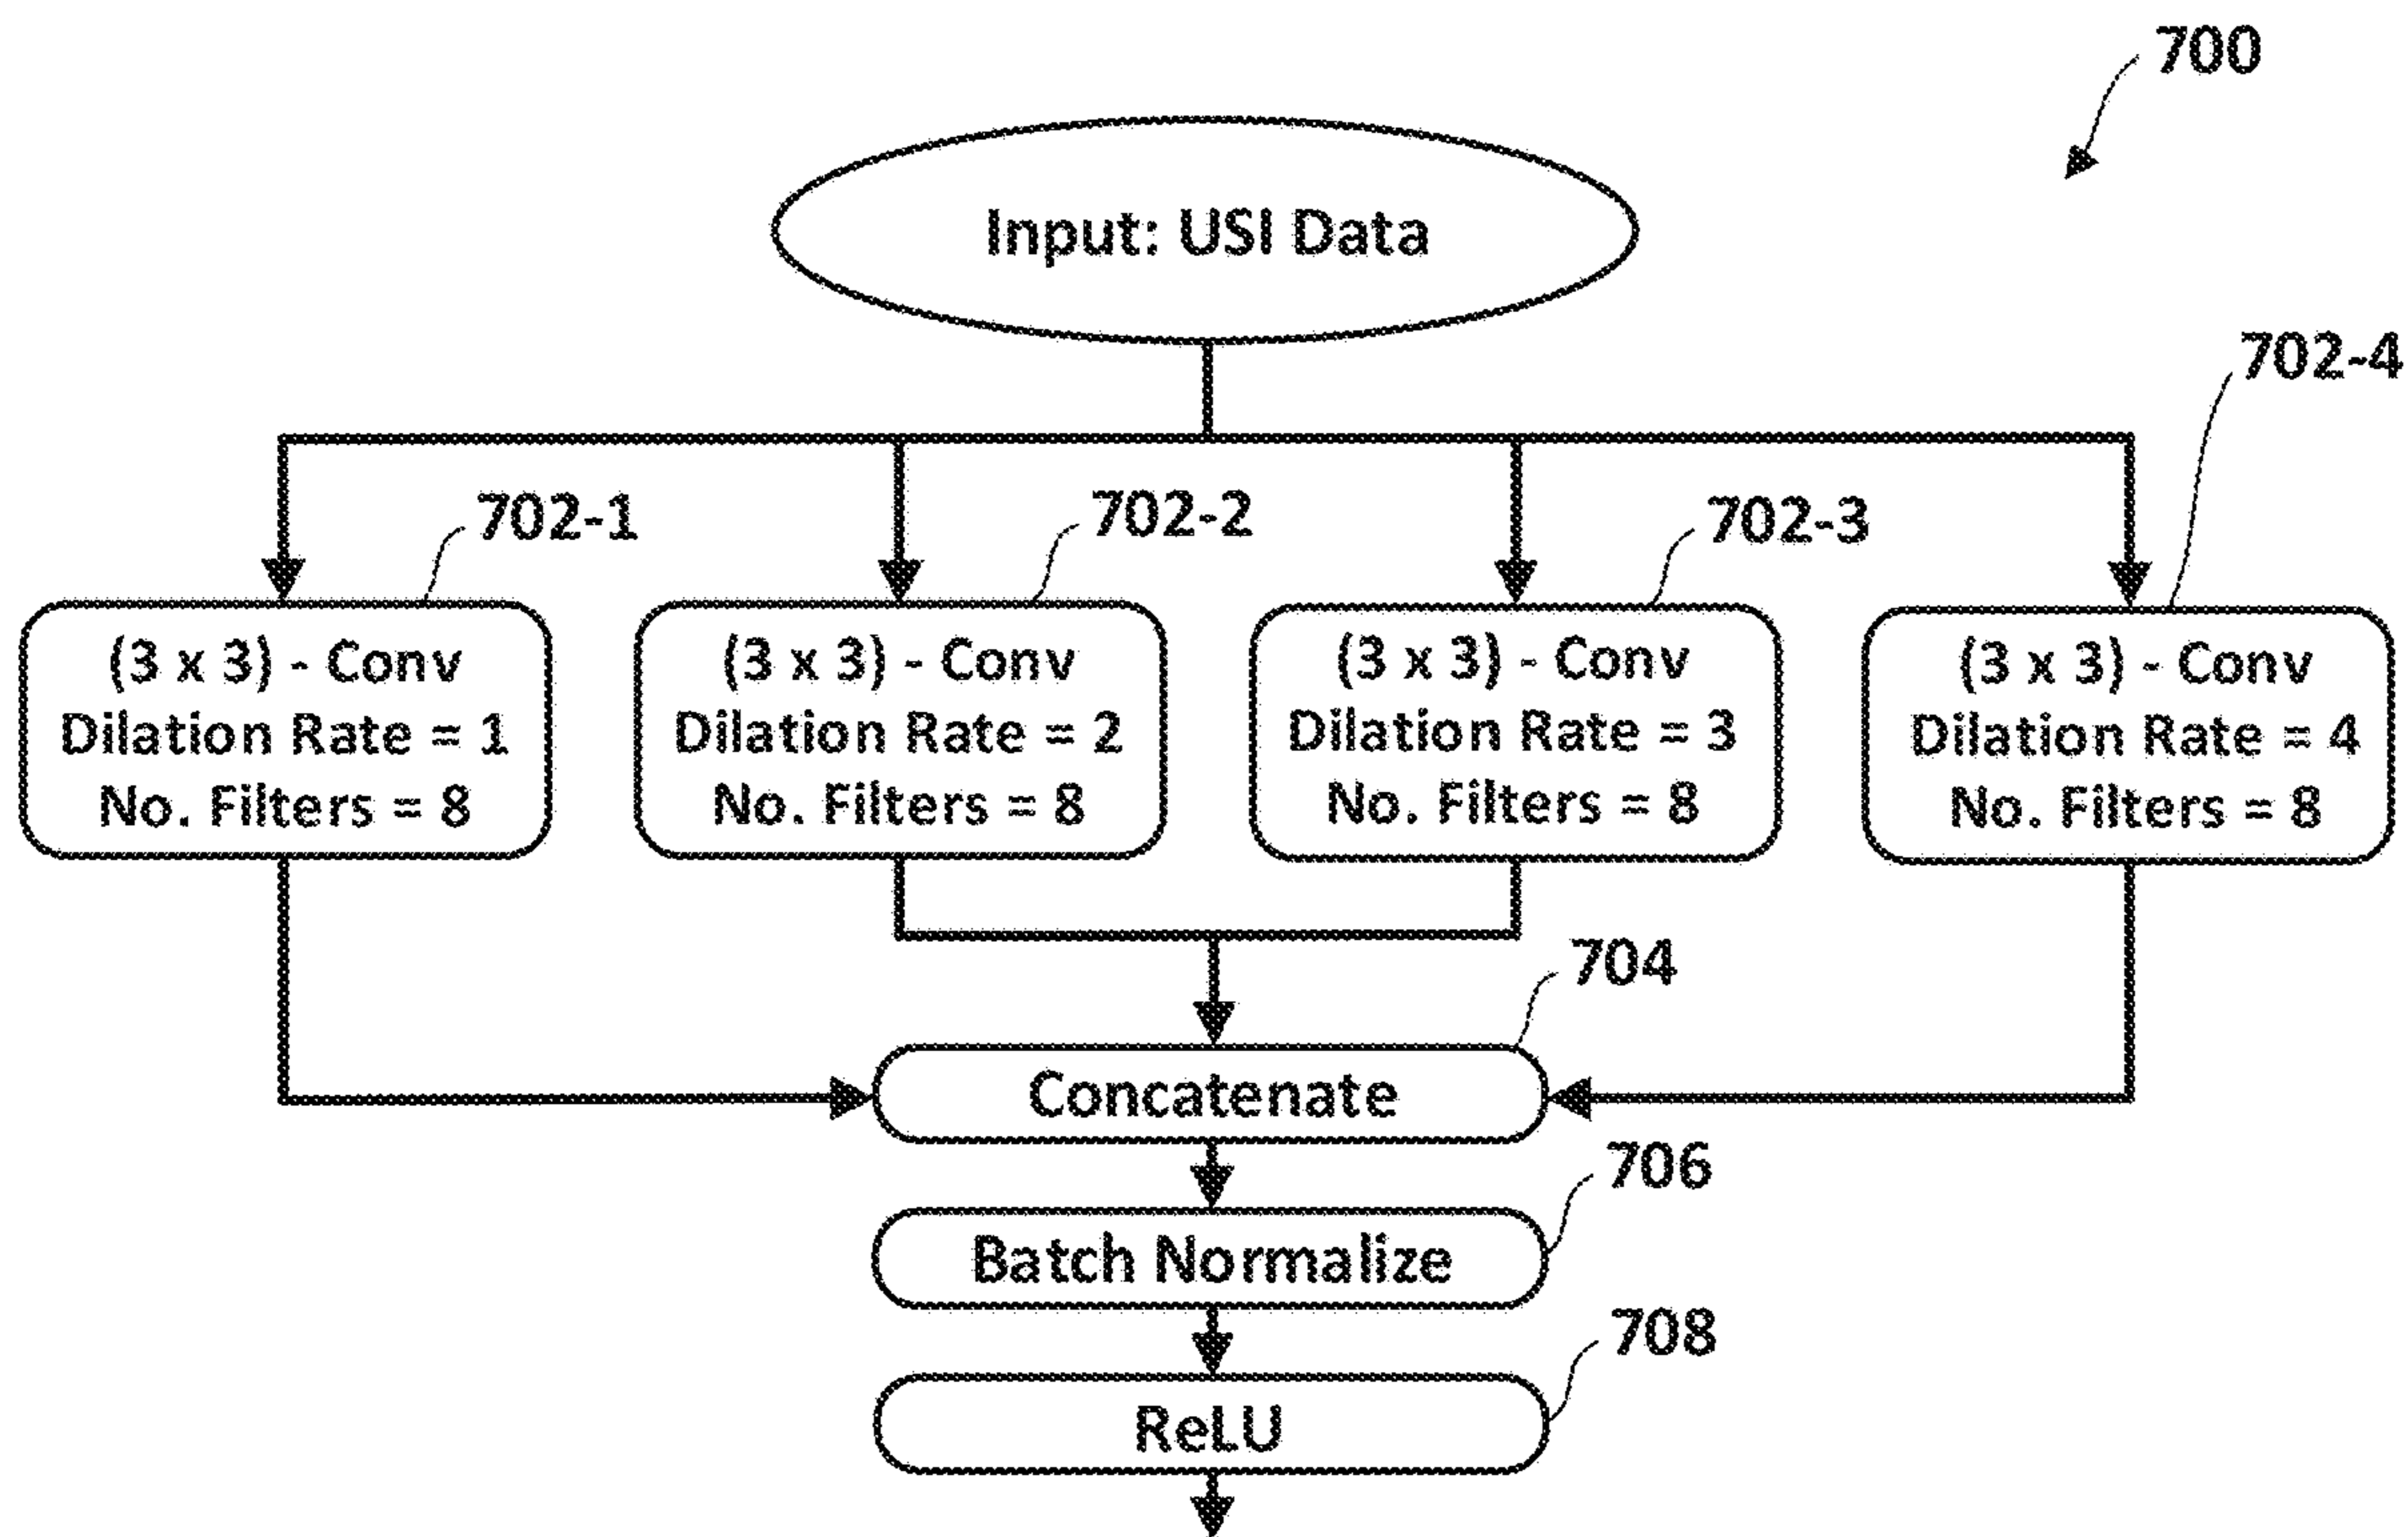 700
Input: USI Data
702-4
702-1
702-2
702-3
(3 x 3) - Conv
Dilation Rate = 1
No. Filters = 8
(3 x 3) - Conv
Dilation Rate = 2
No. Filters = 8
(3 x 3) - Conv
Dilation Rate = 3
No. Filters = 8
(3 x 3) - Conv
Dilation Rate = 4
No. Filters = 8
704
Concatenate
706
Batch Normalize
708
ReLU